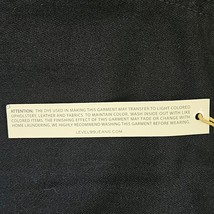 ATTENTION: THE DYE USED IN MAKING THIS GARMENT MAY TRANSFER TO LIGHT COLORED
UPHOLSTERY, LEATHER AND FABRICS. TO MAINTAIN COLOR, WASH INSIDE OUT WITH LIKE
COLORED ITEMS. THE FINISHING EFFECT OF THIS GARMENT MAY FADE OR CHANGE WITH
HOME LAUNDERING. WE HIGHLY RECOMMEND WASHING THIS GARMENT BEFORE WEARING.